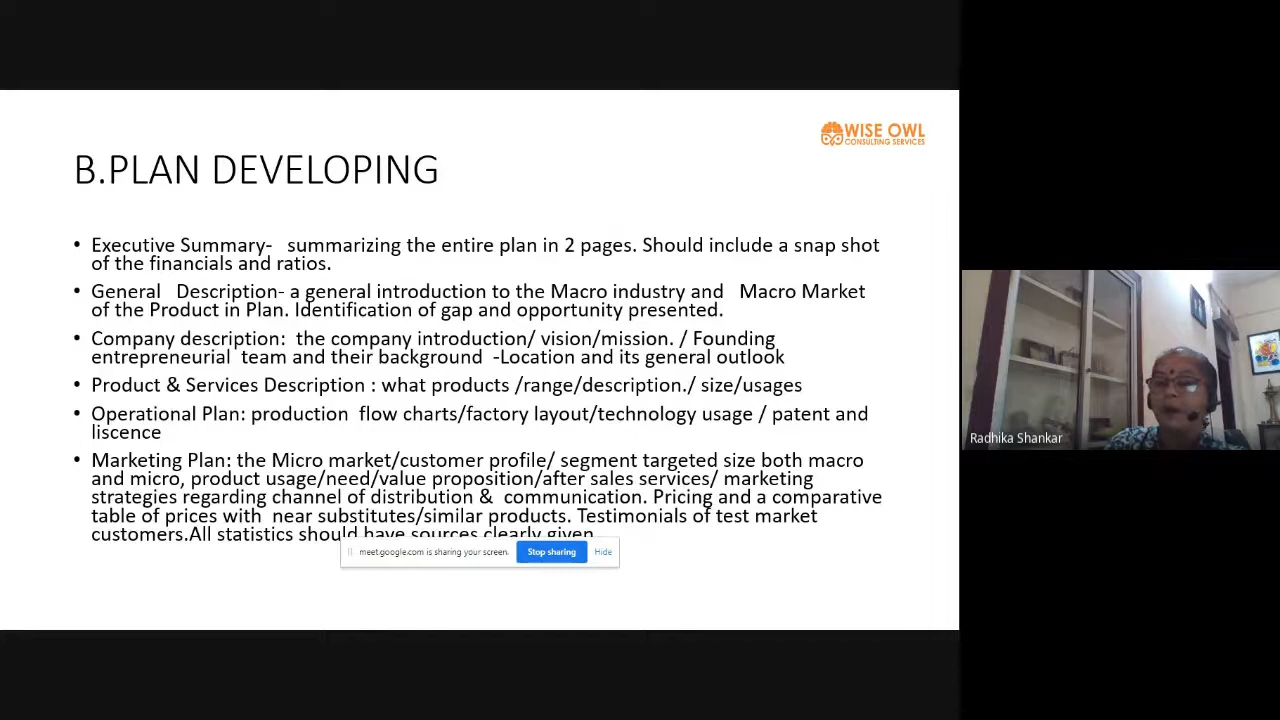 WISE OWL
CONSULTING SERVICES
B.PLAN DEVELOPING
• Executive Summary- summarizing the entire plan in 2 pages. Should include a snap shot
of the financials and ratios.
• General Description- a general introduction to the Macro industry and Macro Market
of the Product in Plan. Identification of gap and opportunity presented.
• Company description: the company introduction/ vision/mission. / Founding
entrepreneurial team and their background -Location and its general outlook
• Product & Services Description : what products /range/description./ size/usages
• Operational Plan: production flow charts/factory layout/technology usage / patent and
liscence
• Marketing Plan: the Micro market/customer profile/ segment targeted size both macro
and micro, product usage/need/value proposition/after sales services/ marketing
strategies regarding channel of distribution & communication. Pricing and a comparative
table of prices with near substitutes/similar products. Testimonials of test market
customers.All statistics should have sources clearly given.
meet.google.com is sharing your screen. Stop sharing Hide
Radhika Shankar